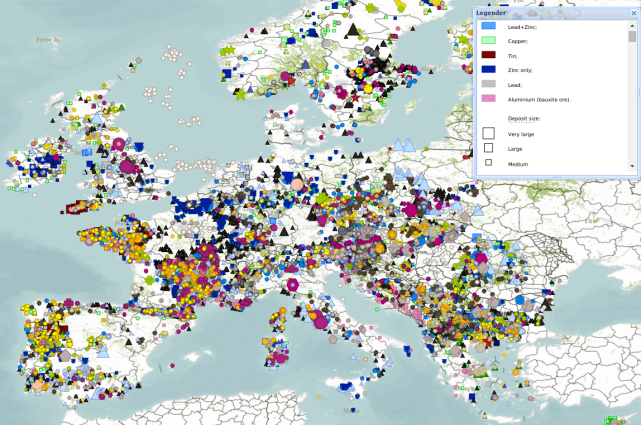 Legender
Lead+Zinc;
Copper;
Tin;
Zinc only;
Lead;
Aluminium (bauxite ore).
Deposit size:
Very large
Large
Medium